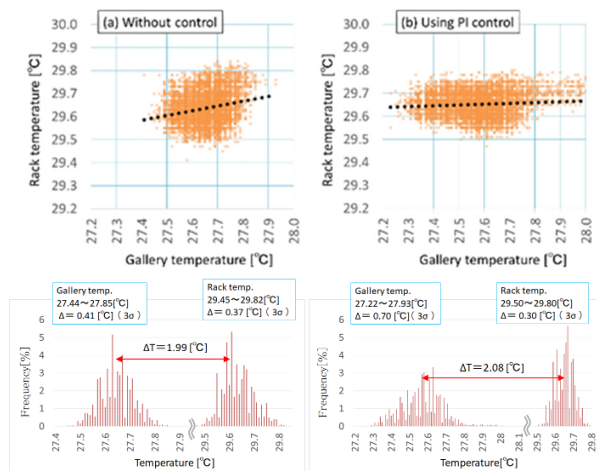 (a) Without control
Rack temperature [℃]
30.0
29.9
29.8
29.7
29.6
29.5
29.4
29.3
29.2
27.2
27.3
27.4
27.5
27.6
27.7
27.8
27.9
28.0
Gallery temperature [℃]
(b) Using PI control
Rack temperature [℃]
30.0
29.9
29.8
29.7
29.6
29.5
29.4
29.3
29.2
27.2
27.3
27.4
27.5
27.6
27.7
27.8
27.9
28.0
Gallery temperature [℃]
Gallery temp.
27.44～27.85[℃]
Δ＝ 0.41 [℃]（ 3σ）
Rack temp.
29.45～29.82[℃]
Δ＝ 0.37 [℃]（ 3σ）
ΔT＝1.99 [℃]
Frequency[%]
6
5
4
3
2
1
0
27.4 27.5 27.6 27.7 27.8 27.9 29.5 29.6 29.7 29.8
Temperature [℃]
Gallery temp.
27.22～27.93[℃]
Δ＝ 0.70 [℃]（ 3σ）
Rack temp.
29.50～29.80[℃]
Δ＝ 0.30 [℃]（ 3σ）
ΔT＝2.08 [℃]
Frequency[%]
6
5
4
3
2
1
0
27.2 27.3 27.4 27.5 27.6 27.7 27.8 27.9 28 28.1 29.5 29.6 29.7 29.8
Temperature [℃]